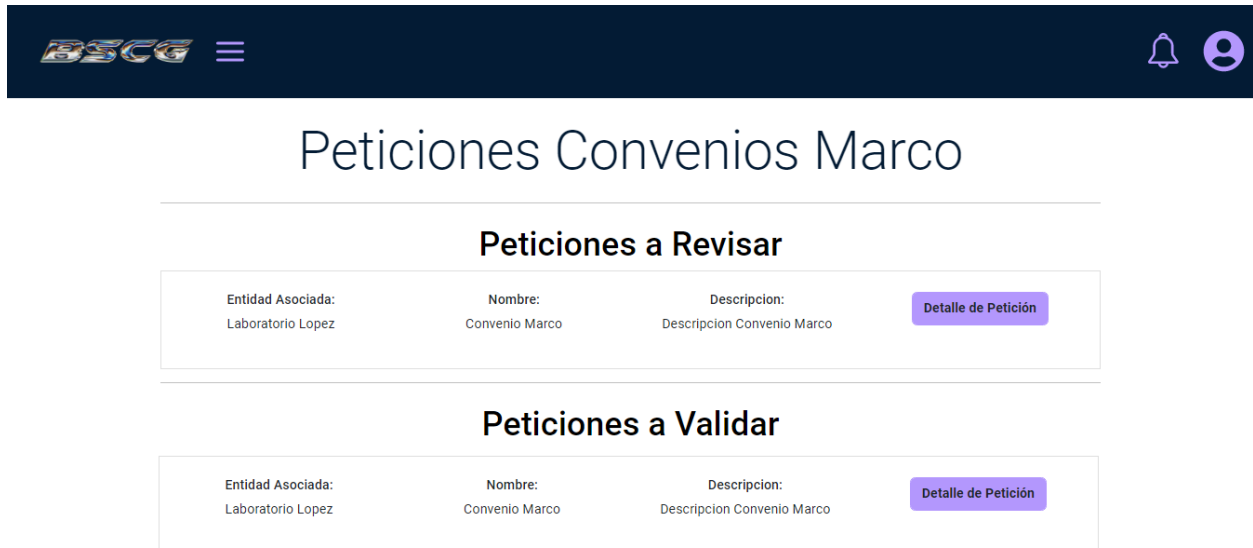 BSCG
Peticiones Convenios Marco
Peticiones a Revisar
Entidad Asociada: Nombre: Descripcion: Detalle de Petición
Laboratorio Lopez Convenio Marco Descripcion Convenio Marco
Peticiones a Validar
Entidad Asociada: Nombre: Descripcion: Detalle de Petición
Laboratorio Lopez Convenio Marco Descripcion Convenio Marco